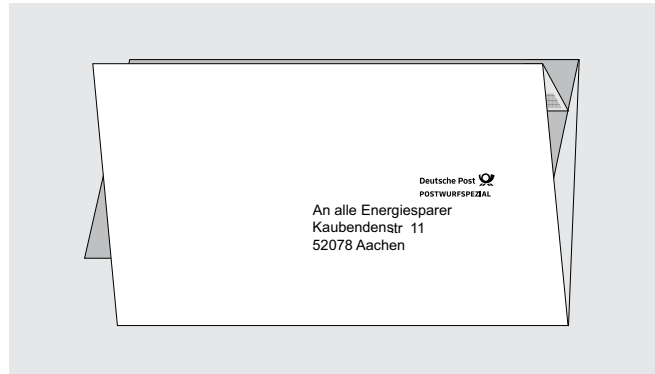 Deutsche Post
POSTWURFSPEZIAL
An alle Energiesparer
Kaubendenstr 11
52078 Aachen